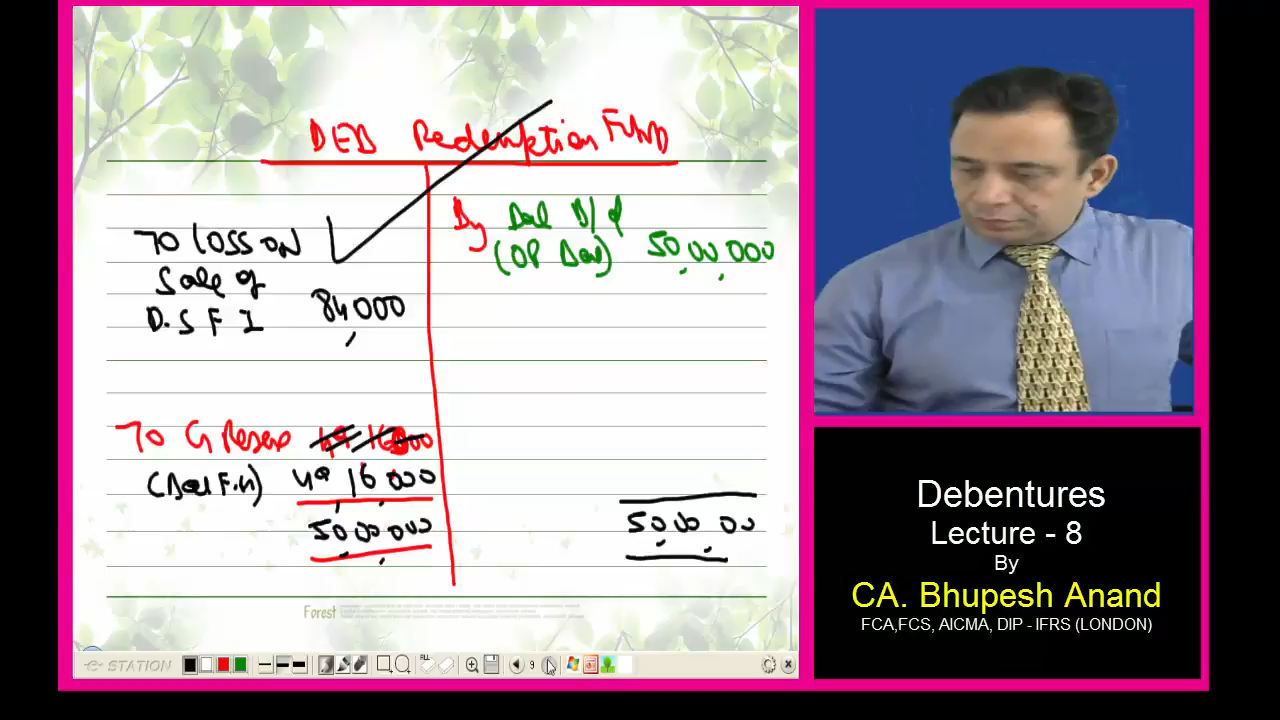 DEB Redemption Fund
By Bal B/f
(OP Bal) 50,00,000
To loss on
Sale of
D.S F I 84,000
To G Reserve
(Bal F.n) 49,16,000
50,00,000
50,00,00
Forest
e-STATION
9
Debentures
Lecture - 8
By
CA. Bhupesh Anand
FCA,FCS, AICMA, DIP - IFRS (LONDON)